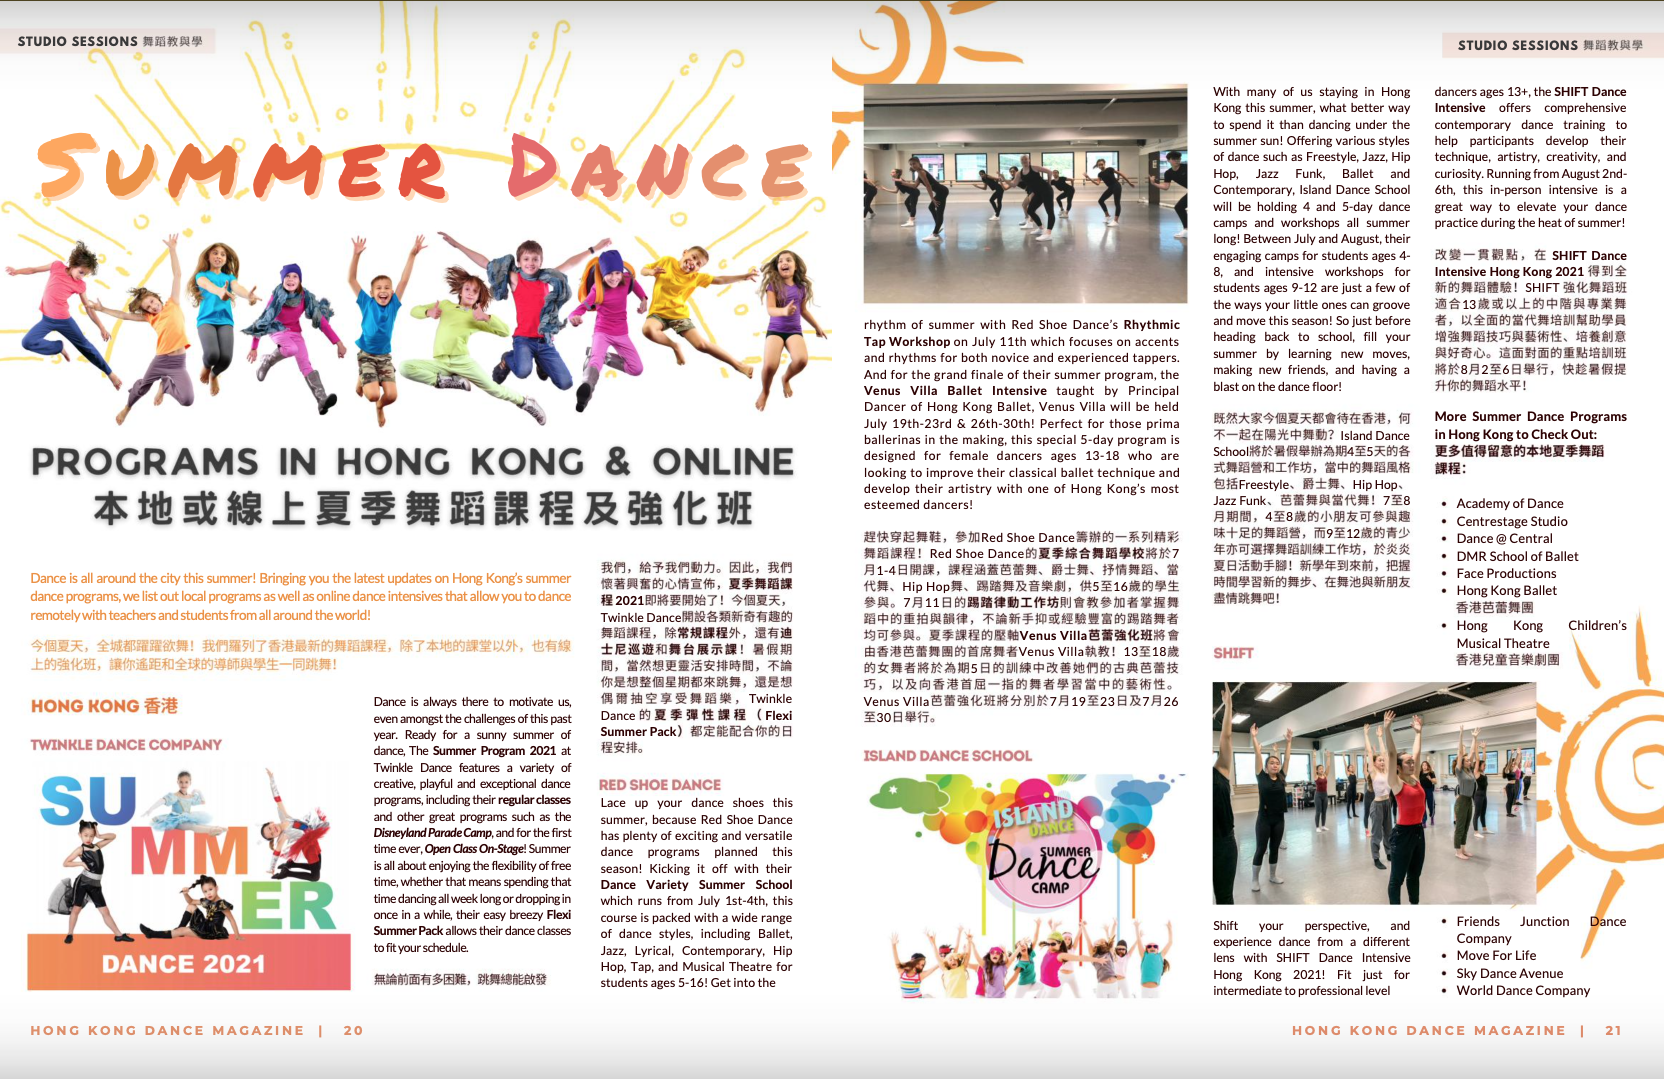 STUDIO SESSIONS 舞蹈教與學
SUMMER DANCE
PROGRAMS IN HONG KONG & ONLINE
本地或線上夏季舞蹈課程及強化班
Dance is all around the city this summer! Bringing you the latest updates on Hong Kong's summer
dance programs, we list out local programs as well as online dance intensives that allow you to dance
remotely with teachers and students from all around the world!
今個夏天，全城都躍躍欲舞！我們羅列了香港最新的舞蹈課程，除了本地的課堂以外，也有線
上的強化班，讓你遙距和全球的導師與學生一同跳舞！
HONG KONG 香港
TWINKLE DANCE COMPANY
SUMMER
DANCE 2021
Dance is always there to motivate us,
even amongst the challenges of this past
year. Ready for a sunny summer of
dance, The Summer Program 2021 at
Twinkle Dance features a variety of
creative, playful and exceptional dance
programs, including their regular classes
and other great programs such as the
Disneyland Parade Camp, and for the first
time ever, Open Class On-Stage! Summer
is all about enjoying the flexibility of free
time, whether that means spending that
time dancing all week long or dropping in
once in a while, their easy breezy Flexi
Summer Pack allows their dance classes
to fit your schedule.
無論前面有多困難，跳舞總能啟發
我們，給予我們動力。因此，我們
懷著興奮的心情宣佈，夏季舞蹈課
程2021即將要開始了！今個夏天，
Twinkle Dance開設各類新奇有趣的
舞蹈課程，除常規課程外，還有迪
士尼巡遊和舞台展示課！暑假期
間，當然想更靈活安排時間，不論
你是想整個星期都來跳舞，還是想
偶爾抽空享受舞蹈樂，Twinkle
Dance的夏季彈性課程（Flexi
Summer Pack）都定能配合你的日
程安排。
RED SHOE DANCE
Lace up your dance shoes this
summer, because Red Shoe Dance
has plenty of exciting and versatile
dance programs planned this
season! Kicking it off with their
Dance Variety Summer School
which runs from July 1st-4th, this
course is packed with a wide range
of dance styles, including Ballet,
Jazz, Lyrical, Contemporary, Hip
Hop, Tap, and Musical Theatre for
students ages 5-16! Get into the
HONG KONG DANCE MAGAZINE | 20
STUDIO SESSIONS 舞蹈教與學
rhythm of summer with Red Shoe Dance's Rhythmic
Tap Workshop on July 11th which focuses on accents
and rhythms for both novice and experienced tappers.
And for the grand finale of their summer program, the
Venus Villa Ballet Intensive taught by Principal
Dancer of Hong Kong Ballet, Venus Villa will be held
July 19th-23rd & 26th-30th! Perfect for those prima
ballerinas in the making, this special 5-day program is
designed for female dancers ages 13-18 who are
looking to improve their classical ballet technique and
develop their artistry with one of Hong Kong's most
esteemed dancers!
趕快穿起舞鞋，參加Red Shoe Dance籌辦的一系列精彩
舞蹈課程！Red Shoe Dance的夏季綜合舞蹈學校將於7
月1-4日開課，課程涵蓋芭蕾舞、爵士舞、抒情舞蹈、當
代舞、Hip Hop舞、踢踏舞及音樂劇，供5至16歲的學生
參與。7月11日的踢踏律動工作坊則會教參加者掌握舞
蹈中的重拍與韻律，不論新手抑或經驗豐富的踢踏舞者
均可參與。夏季課程的壓軸Venus Villa芭蕾強化班將會
由香港芭蕾舞團的首席舞者Venus Villa執教！13至18歲
的女舞者將於為期5日的訓練中改善她們的古典芭蕾技
巧，以及向香港首屈一指的舞者學習當中的藝術性。
Venus Villa芭蕾強化班將分別於7月19至23日及7月26
至30日舉行。
ISLAND DANCE SCHOOL
ISLAND
DANCE
SUMMER
Dance
CAMP
With many of us staying in Hong
Kong this summer, what better way
to spend it than dancing under the
summer sun! Offering various styles
of dance such as Freestyle, Jazz, Hip
Hop, Jazz Funk, Ballet and
Contemporary, Island Dance School
will be holding 4 and 5-day dance
camps and workshops all summer
long! Between July and August, their
engaging camps for students ages 4-
8, and intensive workshops for
students ages 9-12 are just a few of
the ways your little ones can groove
and move this season! So just before
heading back to school, fill your
summer by learning new moves,
making new friends, and having a
blast on the dance floor!
既然大家今個夏天都會待在香港，何
不一起在陽光中舞動？Island Dance
School將於暑假舉辦為期4至5天的各
式舞蹈營和工作坊，當中的舞蹈風格
包括Freestyle、爵士舞、Hip Hop、
Jazz Funk、芭蕾舞與當代舞！7至8
月期間，4至8歲的小朋友可參與趣
味十足的舞蹈營，而9至12歲的青少
年亦可選擇舞蹈訓練工作坊，於炎炎
夏日活動手腳！新學年到來前，把握
時間學習新的舞步、在舞池與新朋友
盡情跳舞吧！
SHIFT
Shift your perspective, and
experience dance from a different
lens with SHIFT Dance Intensive
Hong Kong 2021! Fit just for
intermediate to professional level
dancers ages 13+, the SHIFT Dance
Intensive offers comprehensive
contemporary dance training to
help participants develop their
technique, artistry, creativity, and
curiosity. Running from August 2nd-
6th, this in-person intensive is a
great way to elevate your dance
practice during the heat of summer!
改變一貫觀點，在 SHIFT Dance
Intensive Hong Kong 2021 得到全
新的舞蹈體驗！SHIFT 強化舞蹈班
適合13歲或以上的中階與專業舞
者，以全面的當代舞培訓幫助學員
增強舞蹈技巧與藝術性、培養創意
與好奇心。這面對面的重點培訓班
將於8月2至6日舉行，快趁暑假提
升你的舞蹈水平！
More Summer Dance Programs
in Hong Kong to Check Out:
更多值得留意的本地夏季舞蹈
課程：
• Academy of Dance
• Centrestage Studio
• Dance @ Central
• DMR School of Ballet
• Face Productions
• Hong Kong Ballet
香港芭蕾舞團
• Hong Kong Children's
Musical Theatre
香港兒童音樂劇團
• Friends Junction Dance
Company
• Move For Life
• Sky Dance Avenue
• World Dance Company
HONG KONG DANCE MAGAZINE | 21